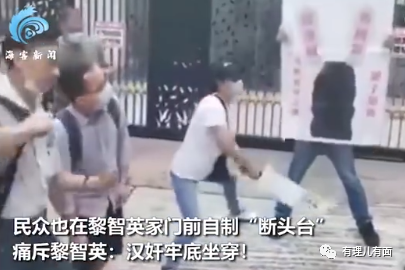 海客新闻
民众也在黎智英家门前自制“断头台”
痛斥黎智英：汉奸牢底坐穿！
有理儿有面